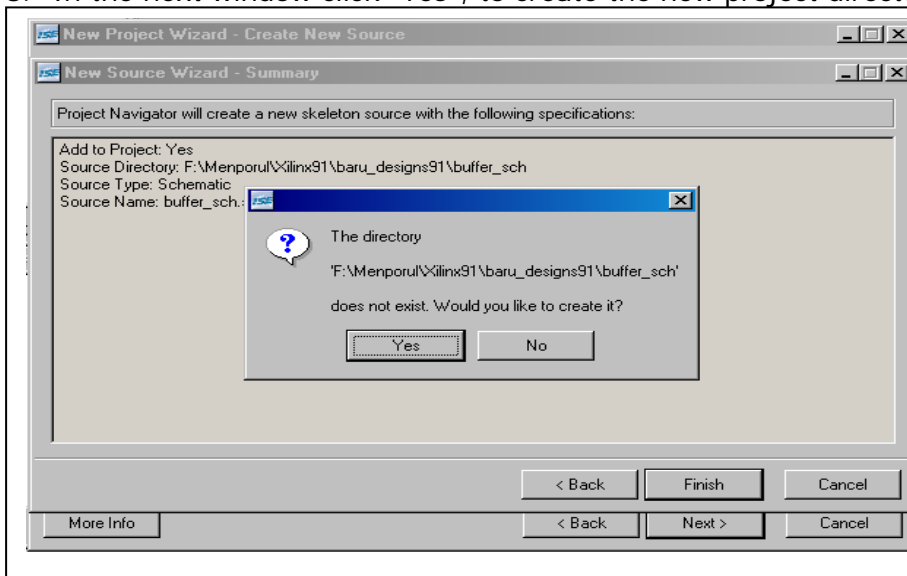 In the next window click "Yes", to create the new project direct
ISE New Project Wizard - Create New Source
ISE New Source Wizard - Summary
Project Navigator will create a new skeleton source with the following specifications:
Add to Project: Yes
Source Directory: F:\Menporul\Xilinx91\baru_designs91\buffer_sch
Source Type: Schematic
Source Name: buffer_sch.
ISE
The directory
'F:\Menporul\Xilinx91\baru_designs91\buffer_sch'
does not exist. Would you like to create it?
Yes No
< Back Finish Cancel
More Info < Back Next > Cancel